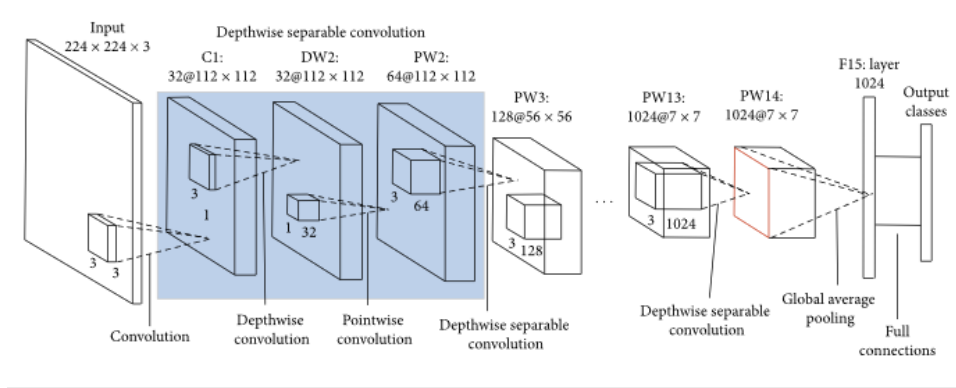 Input
224 × 224 × 3
Depthwise separable convolution
C1:
32@112 × 112
DW2:
32@112 × 112
PW2:
64@112 × 112
PW3:
128@56 × 56
PW13:
1024@7 × 7
PW14:
1024@7 × 7
F15: layer
1024
Output
classes
3
3
3
1
1
32
3
64
3
128
...
3
1024
Convolution
Depthwise
convolution
Pointwise
convolution
Depthwise separable
convolution
Depthwise separable
convolution
Global average
pooling
Full
connections